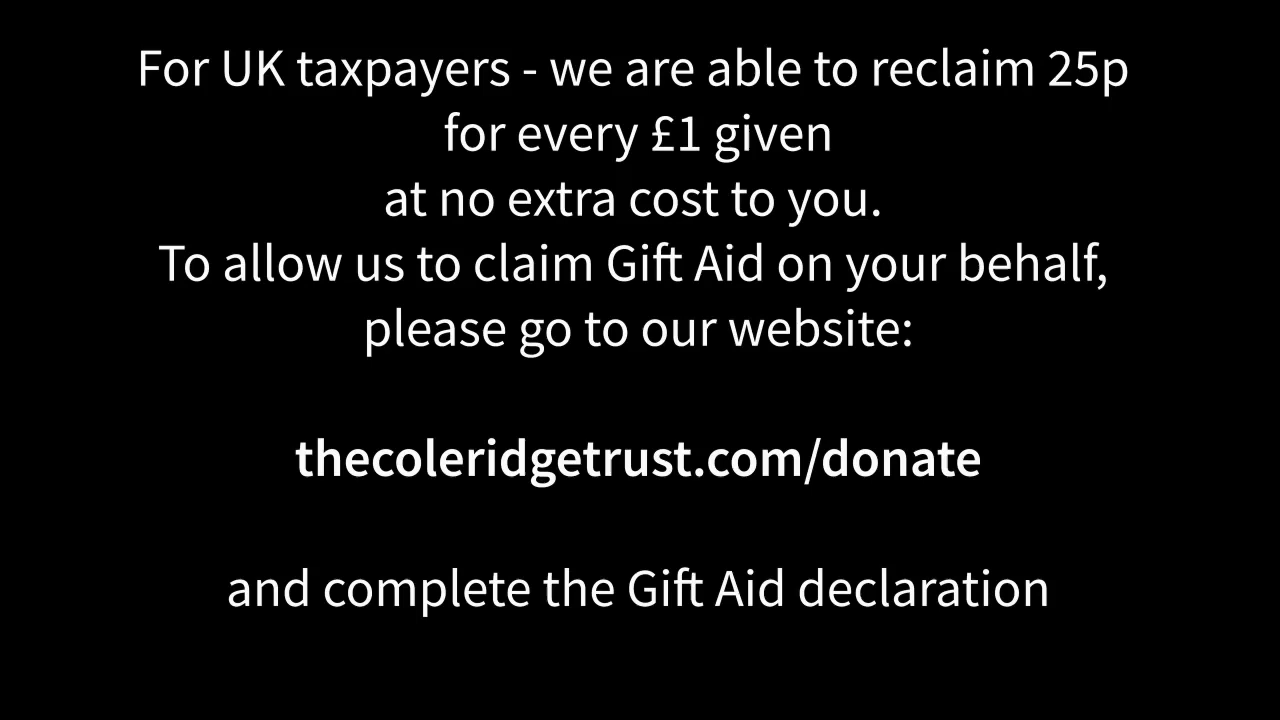 For UK taxpayers - we are able to reclaim 25p
for every £1 given
at no extra cost to you.
To allow us to claim Gift Aid on your behalf,
please go to our website:
thecoleridgetrust.com/donate
and complete the Gift Aid declaration